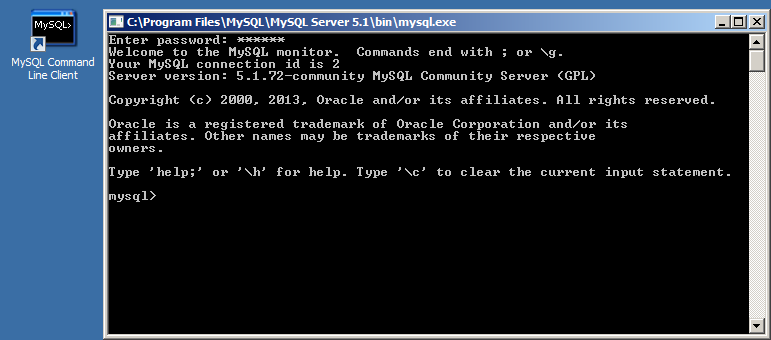 MySQL>
MySQL Command
Line Client
C:\Program Files\MySQL\MySQL Server 5.1\bin\mysql.exe
Enter password: ******
Welcome to the MySQL monitor.  Commands end with ; or \g.
Your MySQL connection id is 2
Server version: 5.1.72-community MySQL Community Server (GPL)
Copyright (c) 2000, 2013, Oracle and/or its affiliates. All rights reserved.
Oracle is a registered trademark of Oracle Corporation and/or its
affiliates. Other names may be trademarks of their respective
owners.
Type 'help;' or '\h' for help. Type '\c' to clear the current input statement.
mysql>